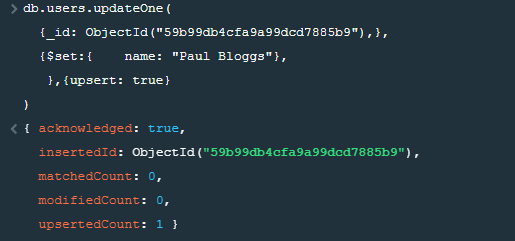 > db.users.updateOne(
{_id: ObjectId("59b99db4cfa9a99dcd7885b9"),},
{$set:{    name: "Paul Bloggs"},
},{upsert: true}
)
< { acknowledged: true,
insertedId: ObjectId("59b99db4cfa9a99dcd7885b9"),
matchedCount: 0,
modifiedCount: 0,
upsertedCount: 1 }